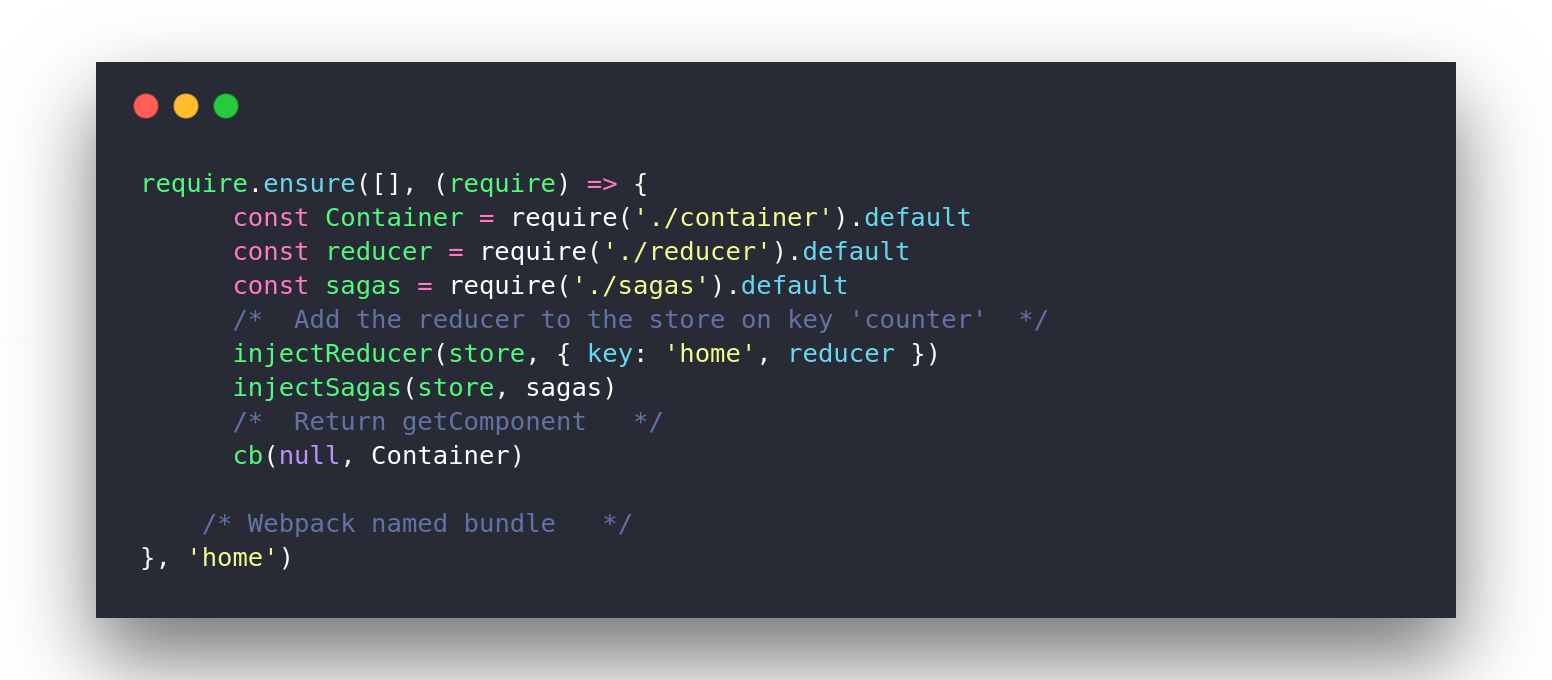 require.ensure([], (require) => {
      const Container = require('./container').default
      const reducer = require('./reducer').default
      const sagas = require('./sagas').default
      /*  Add the reducer to the store on key 'counter'  */
      injectReducer(store, { key: 'home', reducer })
      injectSagas(store, sagas)
      /*  Return getComponent   */
      cb(null, Container)

    /* Webpack named bundle   */
}, 'home')